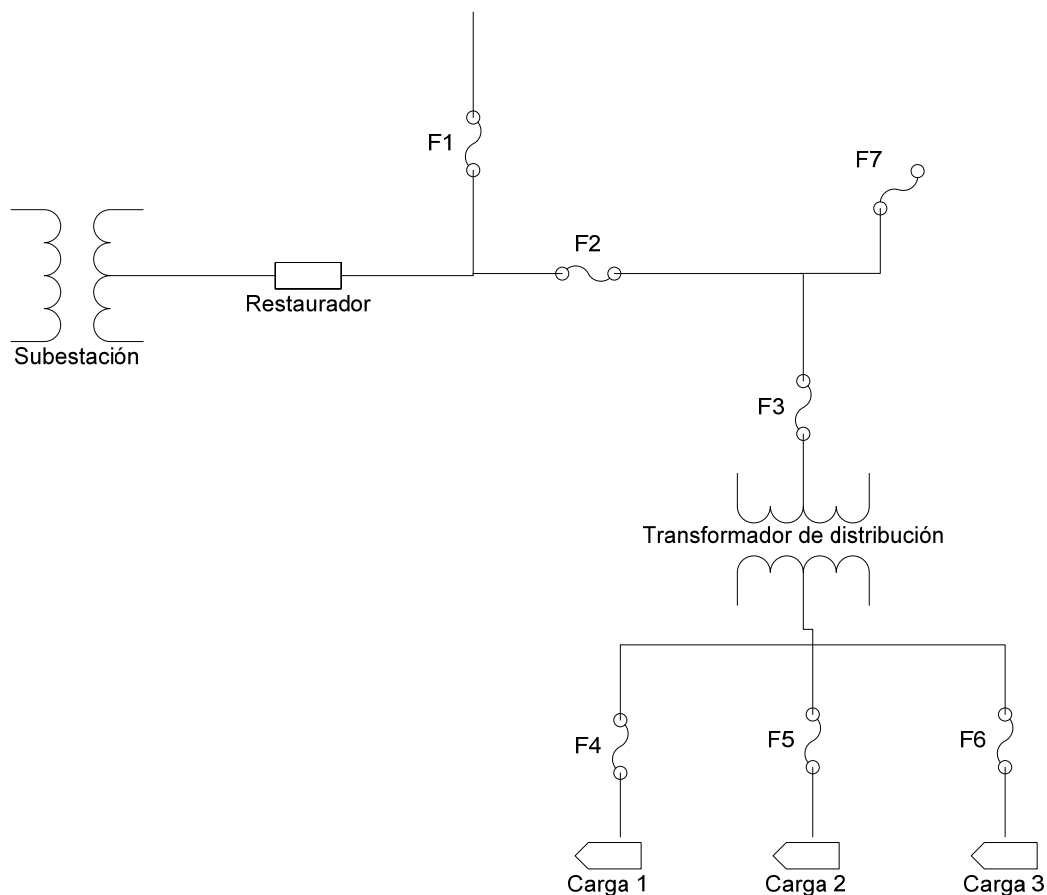 F1
F7
F2
Restaurador
Subestación
F3
Transformador de distribución
F4
F5
F6
Carga 1
Carga 2
Carga 3